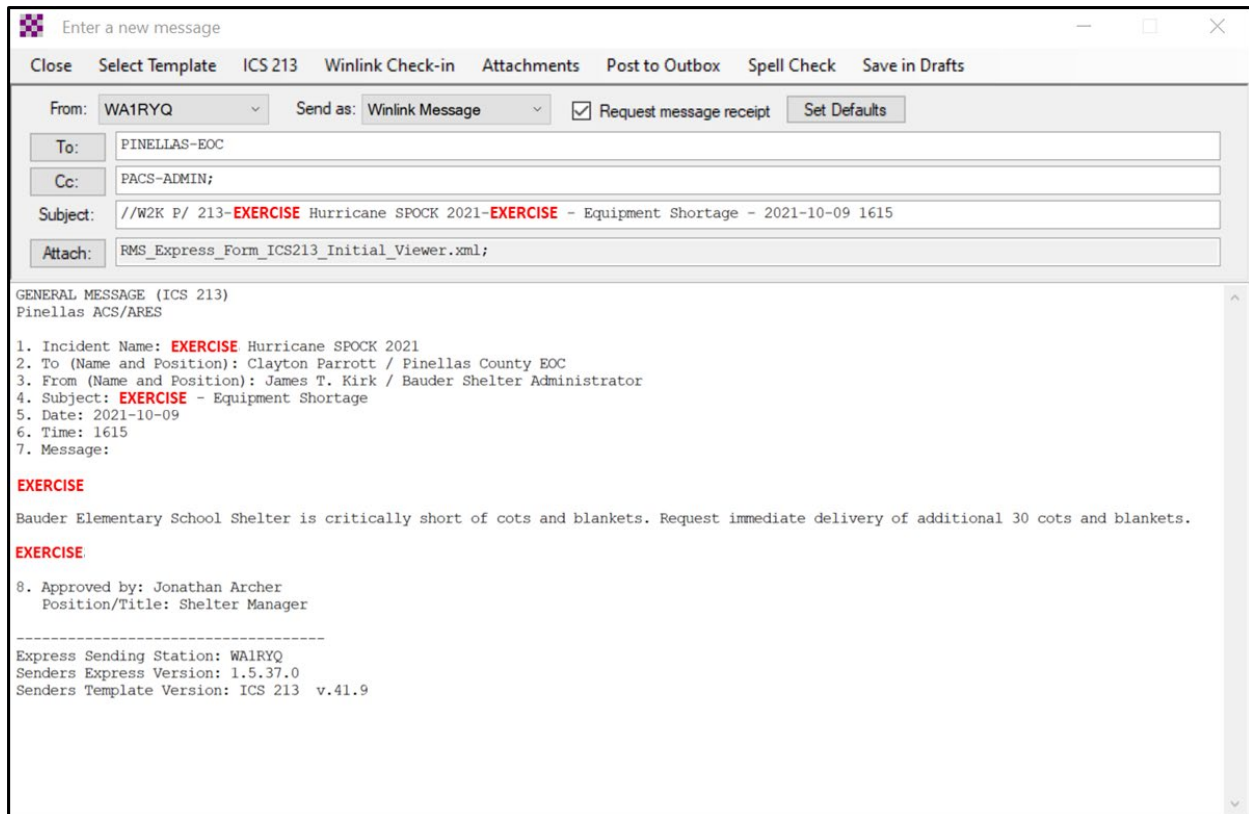 Enter a new message
Close Select Template ICS 213 Winlink Check-in Attachments Post to Outbox Spell Check Save in Drafts
From: WA1RYQ Send as: Winlink Message Request message receipt Set Defaults
To: PINELLAS-EOC
Cc: PACS-ADMIN;
Subject: //W2K P/ 213-EXERCISE Hurricane SPOCK 2021-EXERCISE - Equipment Shortage - 2021-10-09 1615
Attach: RMS_Express_Form_ICS213_Initial_Viewer.xml;
GENERAL MESSAGE (ICS 213)
Pinellas ACS/ARES
1. Incident Name: EXERCISE Hurricane SPOCK 2021
2. To (Name and Position): Clayton Parrott / Pinellas County EOC
3. From (Name and Position): James T. Kirk / Bauder Shelter Administrator
4. Subject: EXERCISE - Equipment Shortage
5. Date: 2021-10-09
6. Time: 1615
7. Message:
EXERCISE
Bauder Elementary School Shelter is critically short of cots and blankets. Request immediate delivery of additional 30 cots and blankets.
EXERCISE
8. Approved by: Jonathan Archer
Position/Title: Shelter Manager
------------------------------------
Express Sending Station: WA1RYQ
Senders Express Version: 1.5.37.0
Senders Template Version: ICS 213 v.41.9